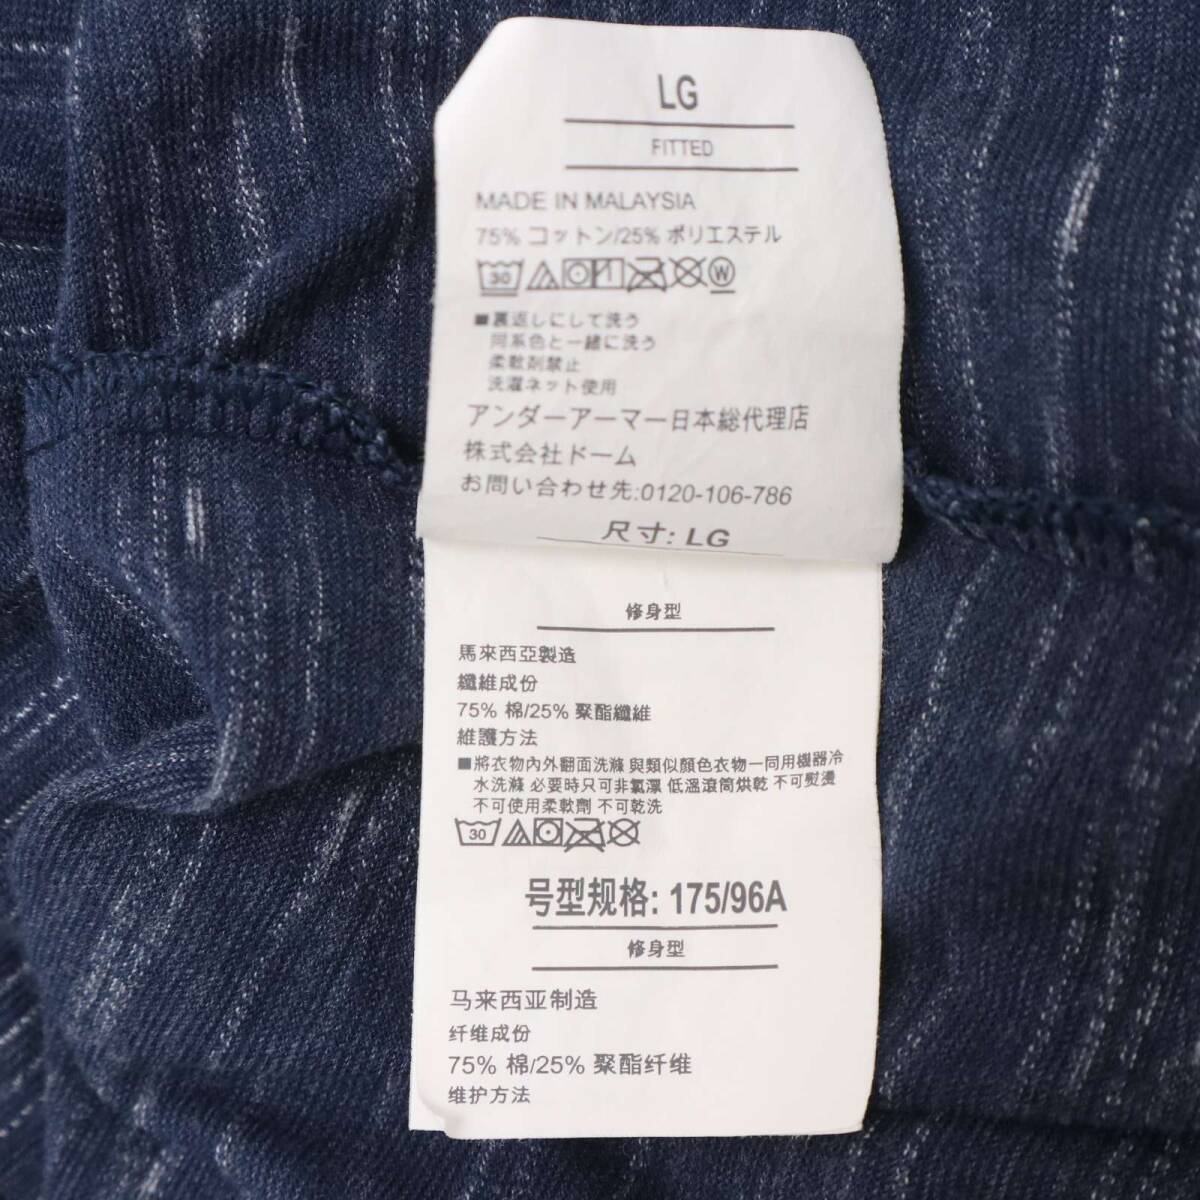 LG
FITTED
MADE IN MALAYSIA
75% コットン/25% ポリエステル
30 W
■裏返しにして洗う
同系色と一緒に洗う
柔軟剤禁止
洗濯ネット使用
アンダーアーマー日本総代理店
株式会社ドーム
お問い合わせ先:0120-106-786
尺寸: LG
修身型
馬來西亞製造
纖維成份
75% 棉/25% 聚酯纖維
維護方法
■將衣物內外翻面洗滌 與類似顏色衣物一同用機器冷
水洗滌 必要時只可非氯漂 低溫滾筒烘乾 不可熨燙
不可使用柔軟劑 不可乾洗
30
号型规格: 175/96A
修身型
马来西亚制造
纤维成份
75% 棉/25% 聚酯纤维
维护方法